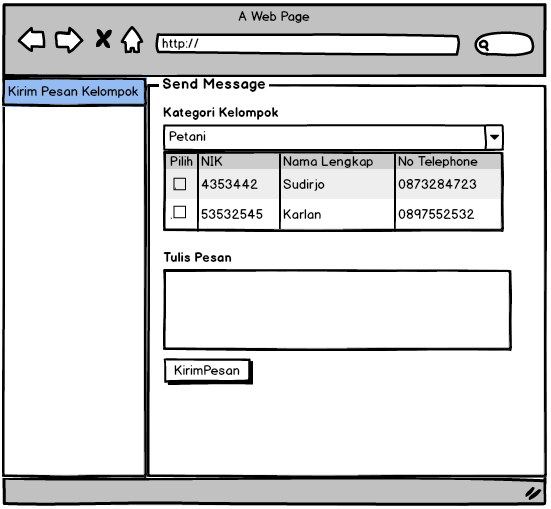 A Web Page
http://
Kirim Pesan Kelompok
Send Message
Kategori Kelompok
Petani
Pilih NIK Nama Lengkap No Telephone
4353442 Sudirjo 0873284723
53532545 Karlan 0897552532
Tulis Pesan
KirimPesan